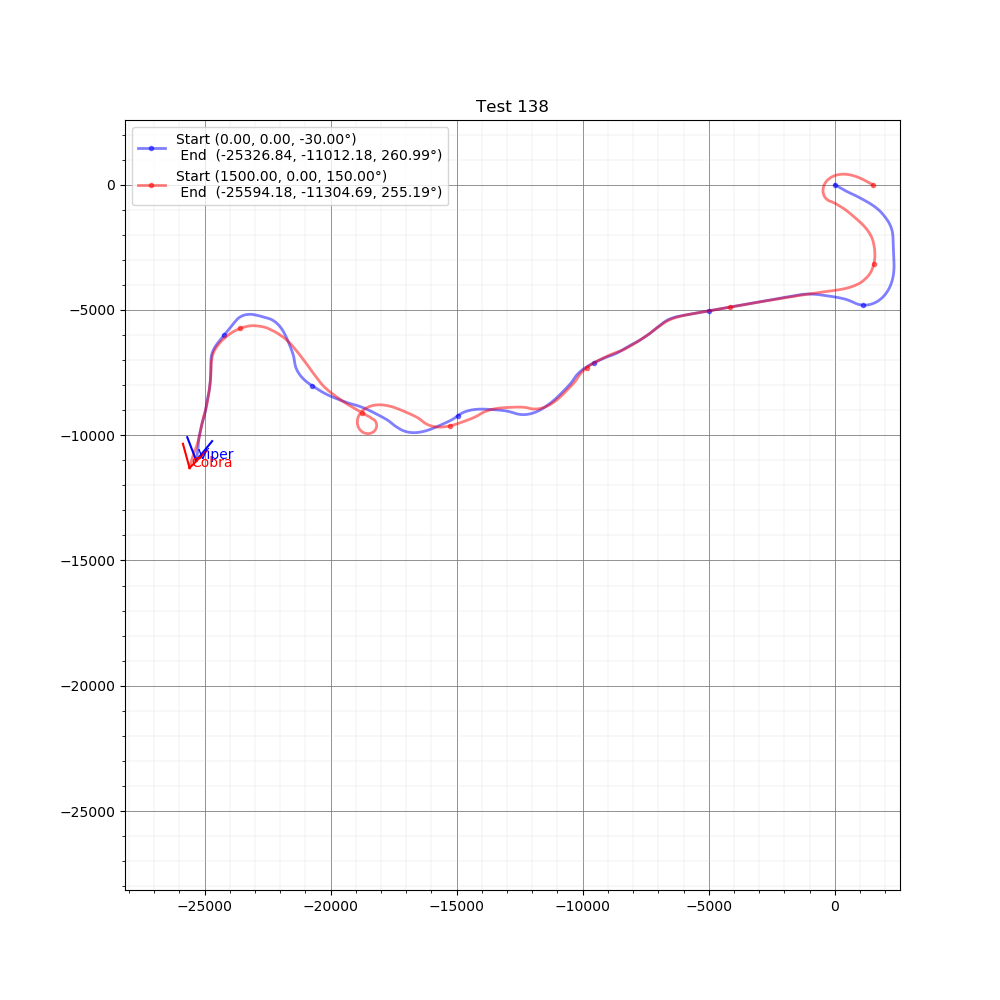 Test 138
Start (0.00, 0.00, -30.00°)
End (-25326.84, -11012.18, 260.99°)
Start (1500.00, 0.00, 150.00°)
End (-25594.18, -11304.69, 255.19°)
0
−5000
−10000
−15000
−20000
−25000
Viper
Cobra
−25000
−20000
−15000
−10000
−5000
0